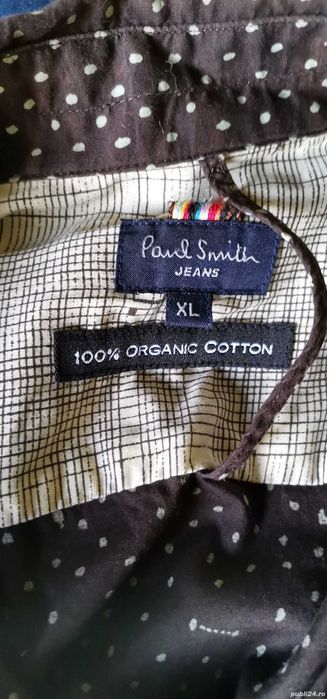 Paul Smith
JEANS
XL
100% ORGANIC COTTON
publi24.ro